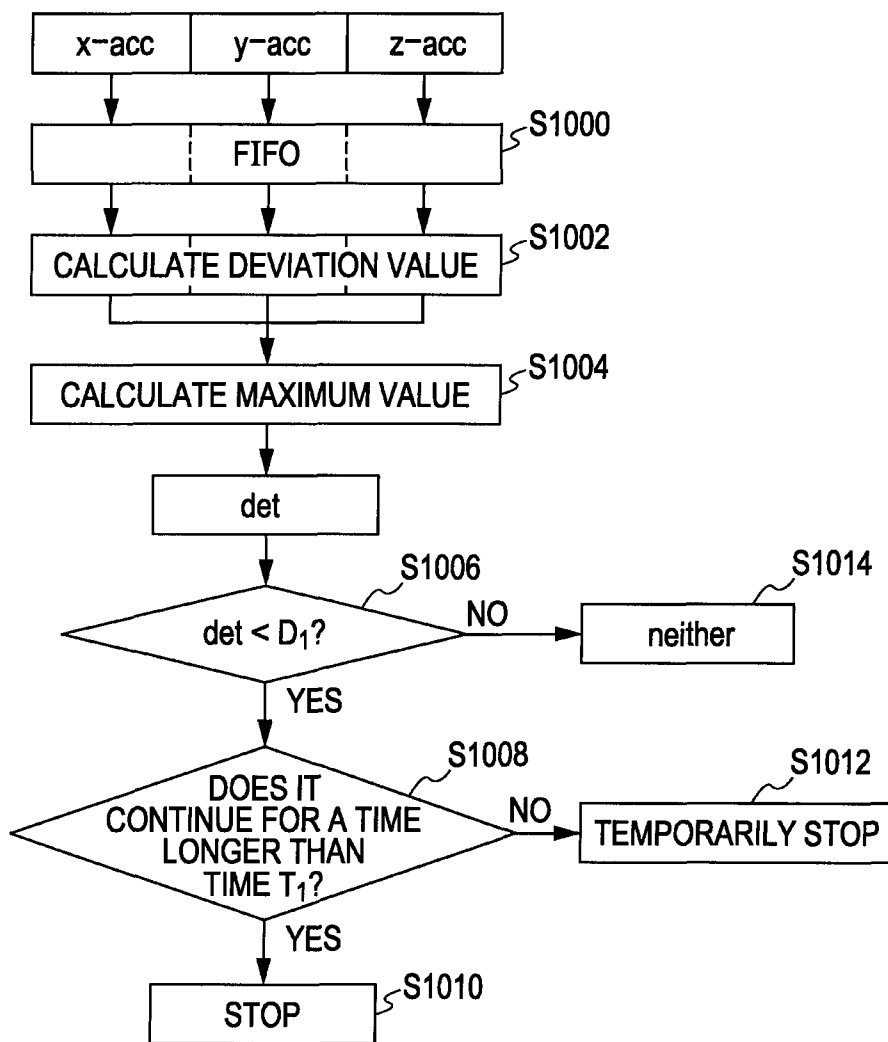 x-acc y-acc z-acc
S1000
FIFO
S1002
CALCULATE DEVIATION VALUE
S1004
CALCULATE MAXIMUM VALUE
det
S1006
S1014
det < D₁?
NO
neither
YES
S1008
S1012
DOES IT
CONTINUE FOR A TIME
LONGER THAN
TIME T₁?
NO
TEMPORARILY STOP
YES
S1010
STOP